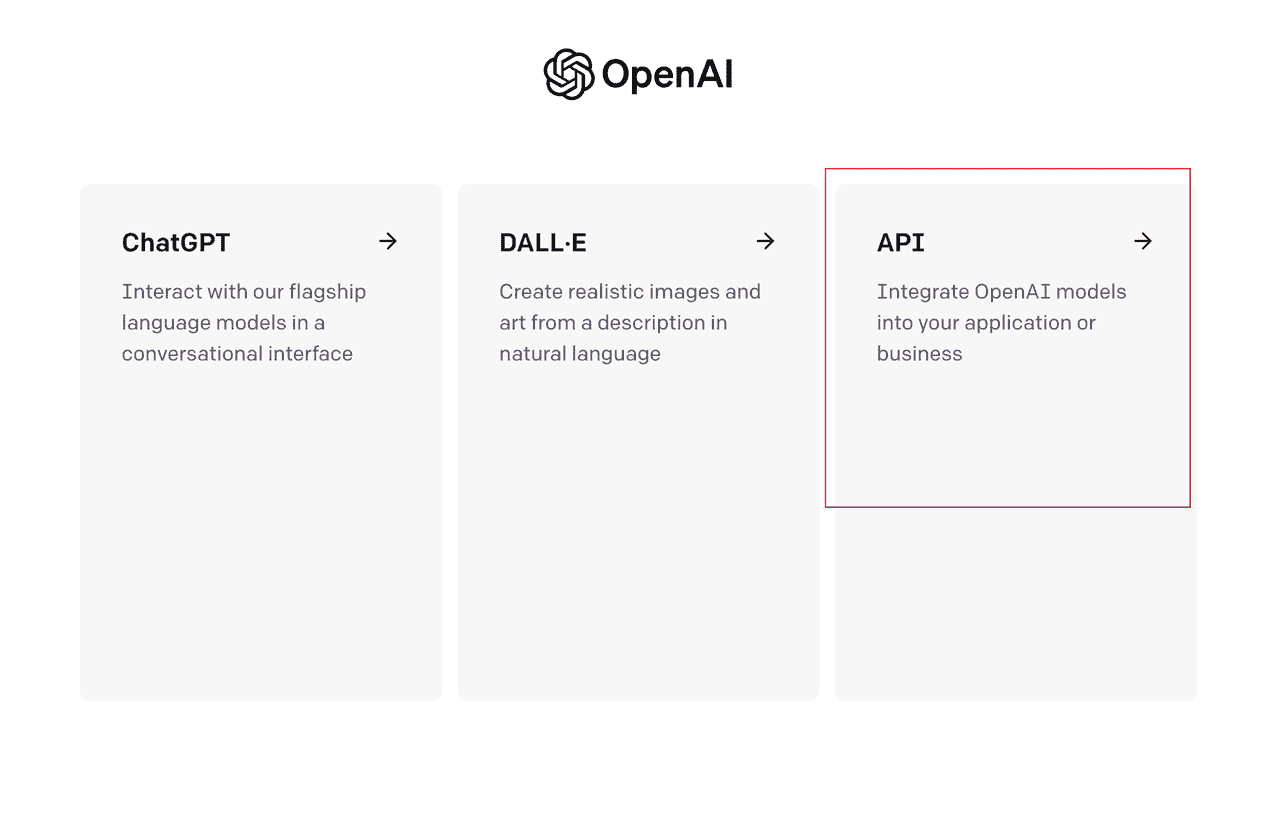 OpenAI
ChatGPT
Interact with our flagship
language models in a
conversational interface
DALL·E
Create realistic images and
art from a description in
natural language
API
Integrate OpenAI models
into your application or
business